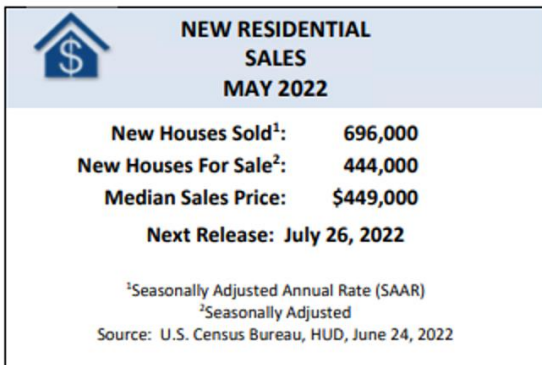 $
NEW RESIDENTIAL
SALES
MAY 2022
New Houses Sold¹: 696,000
New Houses For Sale²: 444,000
Median Sales Price: $449,000
Next Release: July 26, 2022
¹Seasonally Adjusted Annual Rate (SAAR)
²Seasonally Adjusted
Source: U.S. Census Bureau, HUD, June 24, 2022